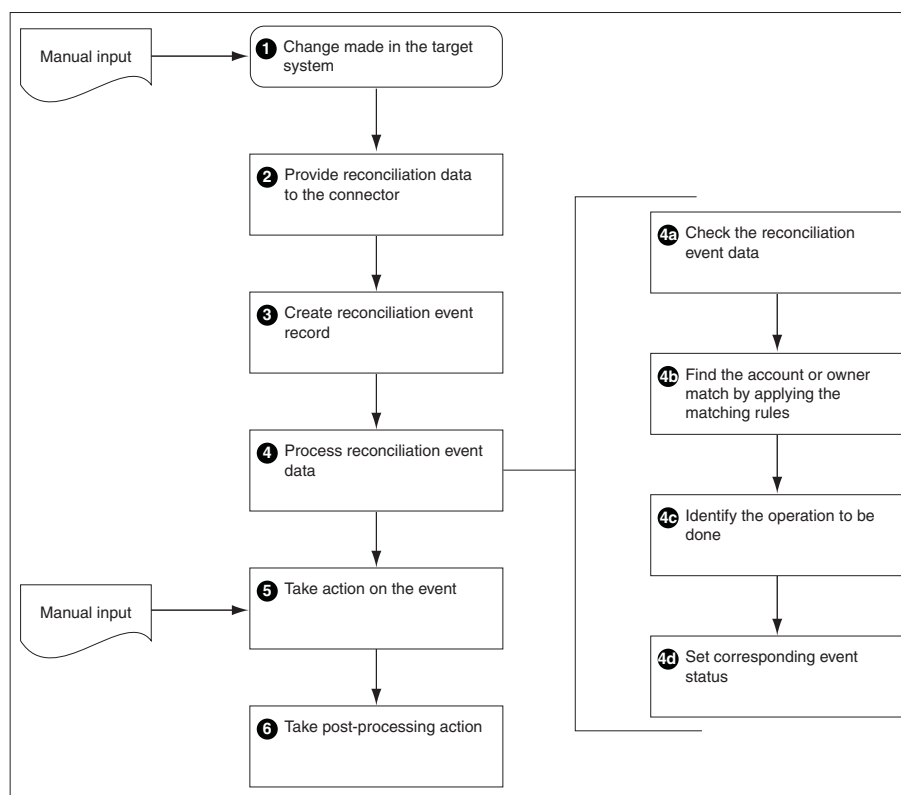 Manual input
1 Change made in the target
system
2 Provide reconciliation data
to the connector
3 Create reconciliation event
record
4 Process reconciliation event
data
4a Check the reconciliation
event data
4b Find the account or owner
match by applying the
matching rules
4c Identify the operation to be
done
4d Set corresponding event
status
Manual input
5 Take action on the event
6 Take post-processing action